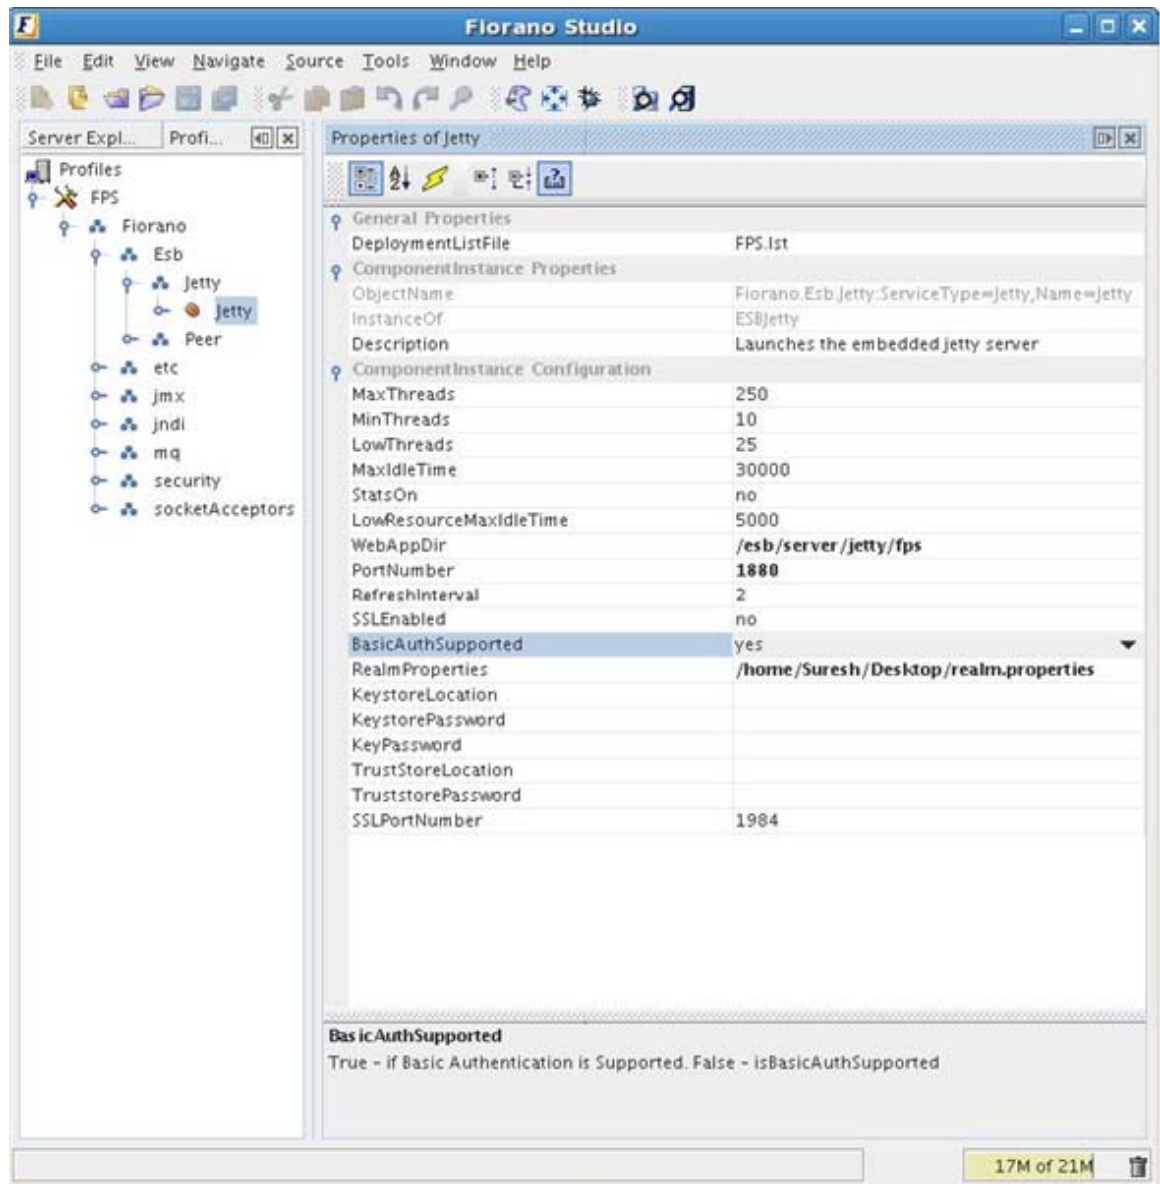 Fiorano Studio
File Edit View Navigate Source Tools Window Help
Server Expl... Profi...
Profiles
FPS
Fiorano
Esb
Jetty
Jetty
Peer
etc
jmx
jndi
mq
security
socketAcceptors
Properties of Jetty
General Properties
DeploymentListFile FPS.lst
ComponentInstance Properties
ObjectName Fiorano.Esb.Jetty:ServiceType=Jetty,Name=Jetty
InstanceOf ESBJetty
Description Launches the embedded jetty server
ComponentInstance Configuration
MaxThreads 250
MinThreads 10
LowThreads 25
MaxIdleTime 30000
StatsOn no
LowResourceMaxIdleTime 5000
WebAppDir /esb/server/jetty/fps
PortNumber 1880
RefreshInterval 2
SSLEnabled no
BasicAuthSupported yes
RealmProperties /home/Suresh/Desktop/realm.properties
KeystoreLocation
KeystorePassword
KeyPassword
TrustStoreLocation
TruststorePassword
SSLPortNumber 1984
BasicAuthSupported
True - if Basic Authentication is Supported. False - isBasicAuthSupported
17M of 21M